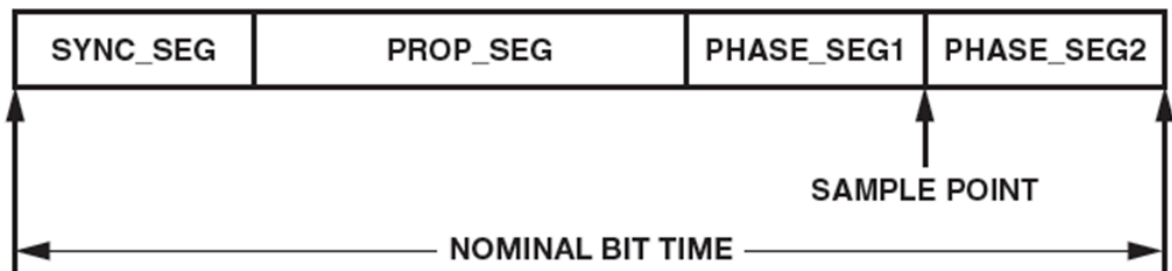 SYNC_SEG PROP_SEG PHASE_SEG1 PHASE_SEG2
SAMPLE POINT
NOMINAL BIT TIME